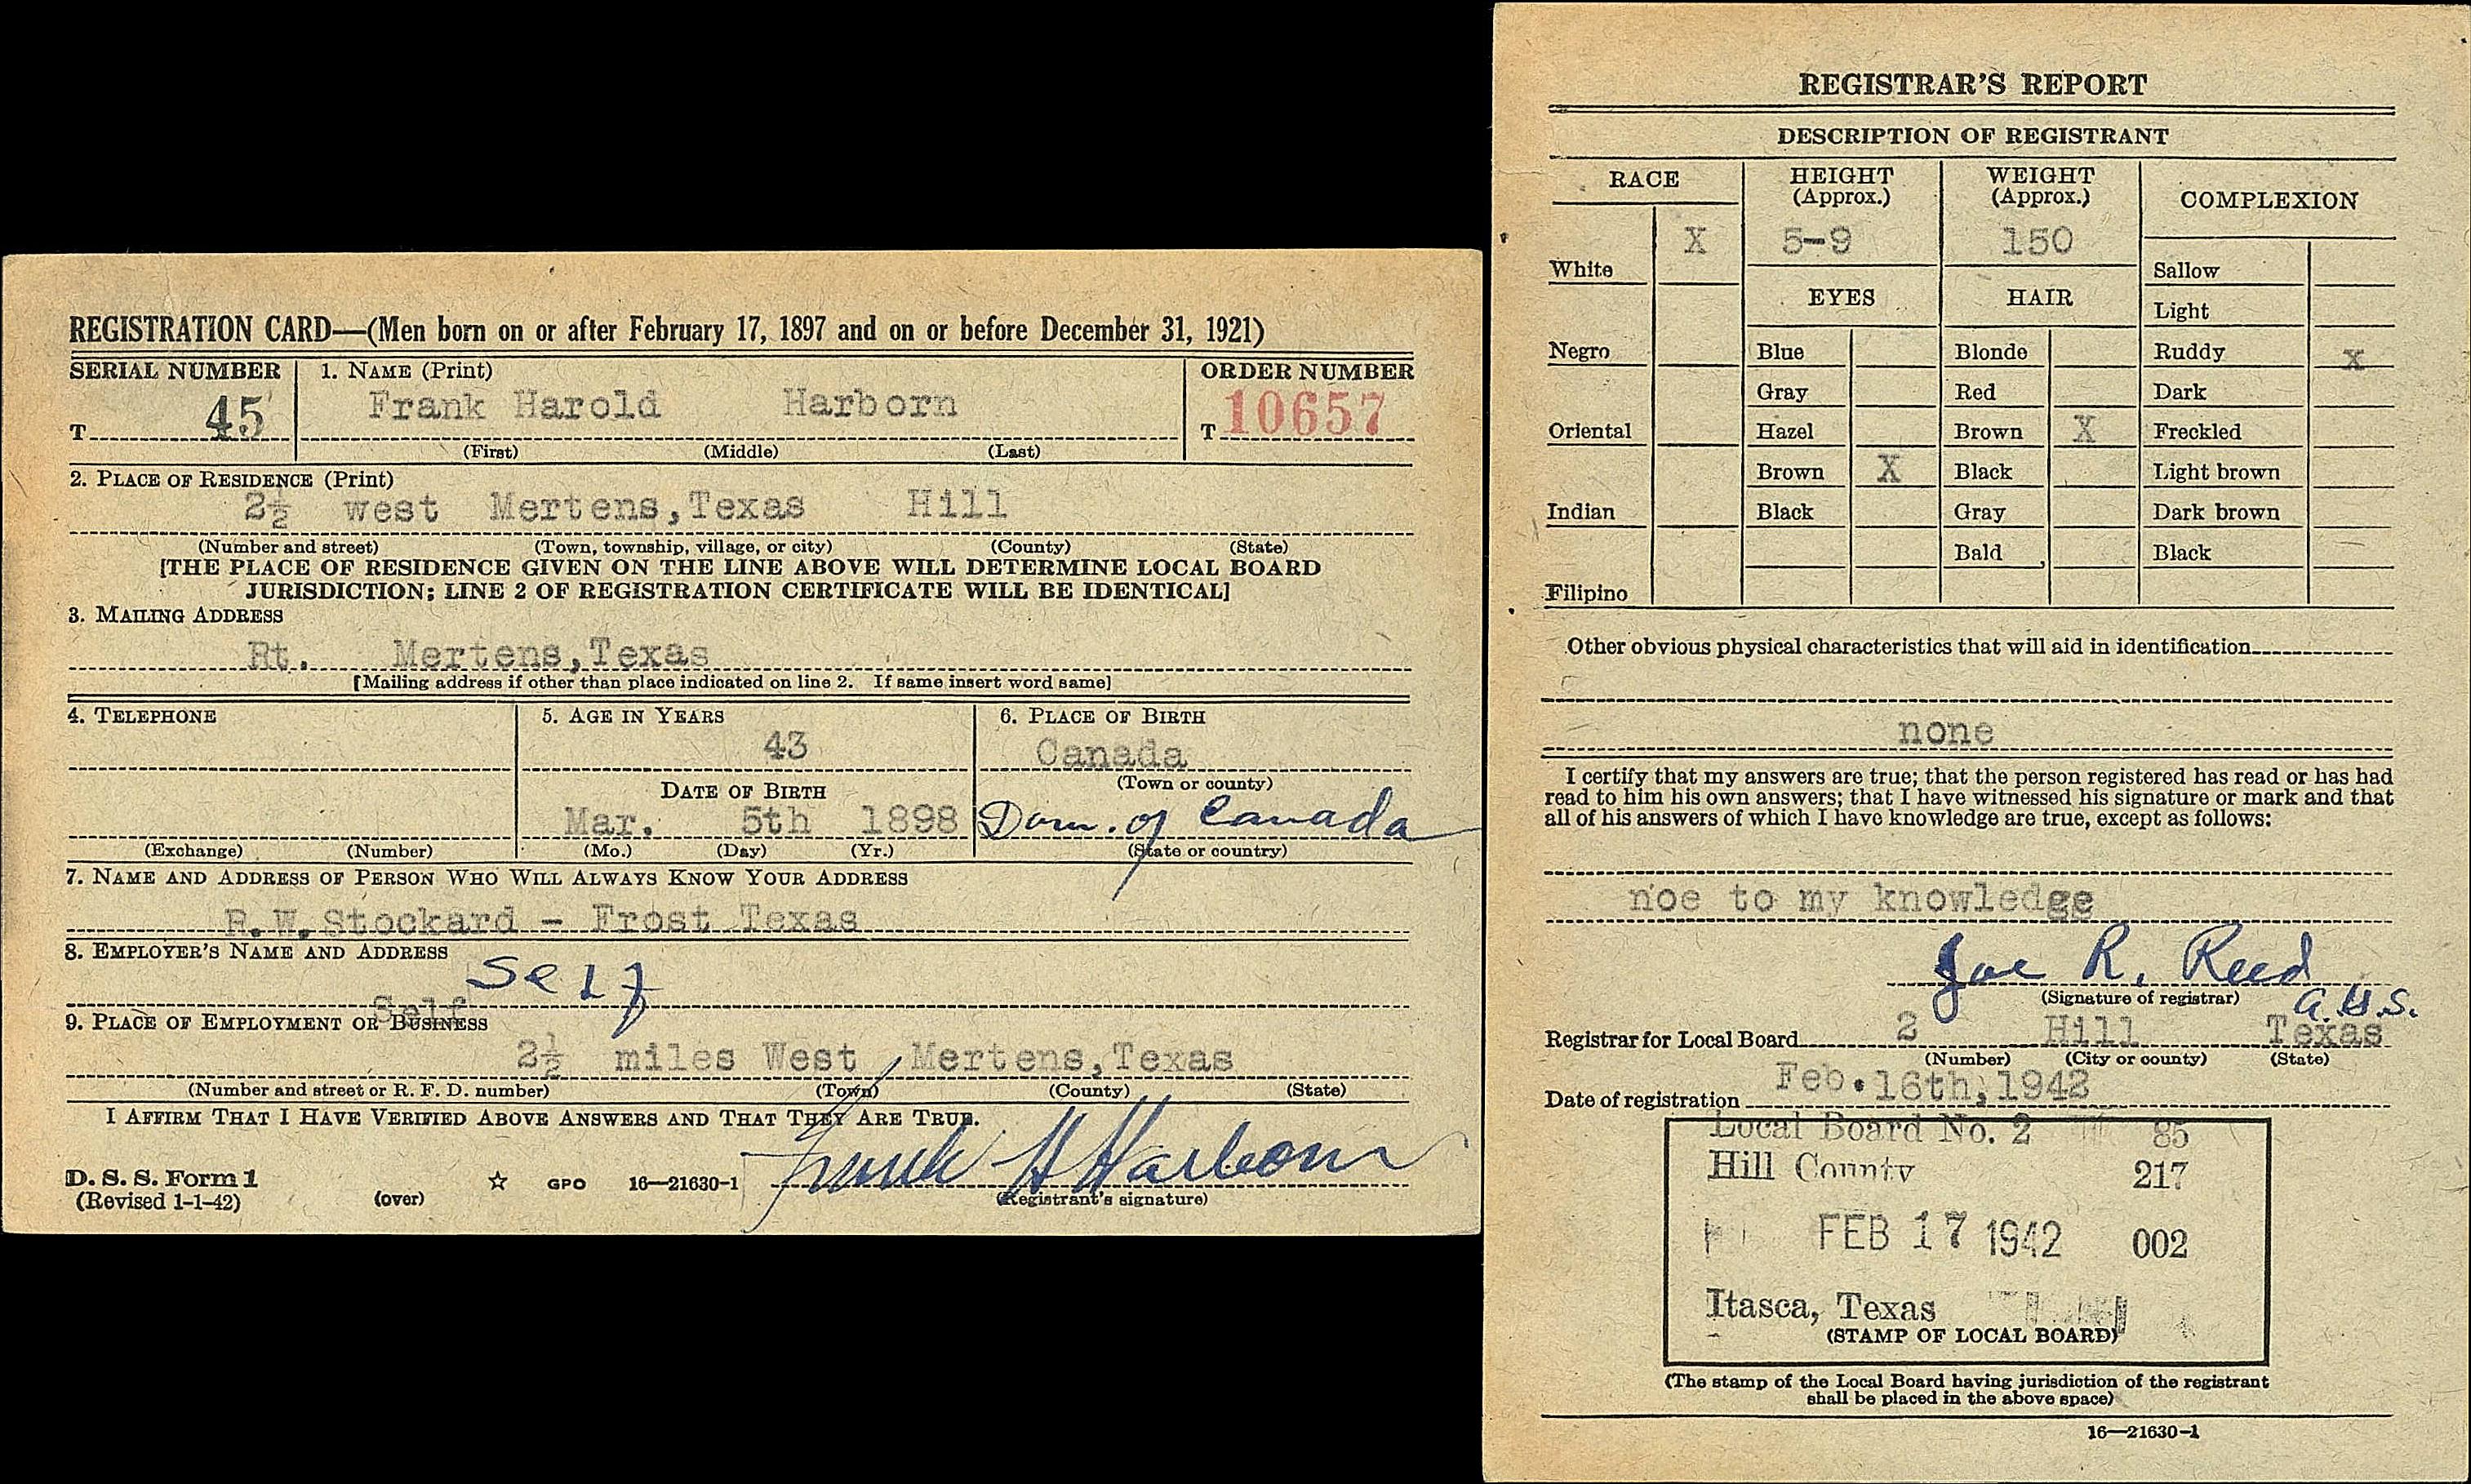 REGISTRATION CARD—(Men born on or after February 17, 1897 and on or before December 31, 1921)
SERIAL NUMBER 1. NAME (Print) ORDER NUMBER
T 45 Frank Harold Harborn T 10657
(First) (Middle) (Last)
2. PLACE OF RESIDENCE (Print)
2½ west Mertens,Texas Hill
(Number and street) (Town, township, village, or city) (County) (State)
[THE PLACE OF RESIDENCE GIVEN ON THE LINE ABOVE WILL DETERMINE LOCAL BOARD
JURISDICTION; LINE 2 OF REGISTRATION CERTIFICATE WILL BE IDENTICAL]
3. MAILING ADDRESS
Rt. Mertens,Texas
[Mailing address if other than place indicated on line 2. If same insert word same]
4. TELEPHONE 5. AGE IN YEARS 6. PLACE OF BIRTH
43 Canada
DATE OF BIRTH (Town or county)
Mar. 5th 1898 Dom. of Canada
(Exchange) (Number) (Mo.) (Day) (Yr.) (State or country)
7. NAME AND ADDRESS OF PERSON WHO WILL ALWAYS KNOW YOUR ADDRESS
R.W.Stockard - Frost Texas
8. EMPLOYER'S NAME AND ADDRESS
Self
Self
9. PLACE OF EMPLOYMENT OR BUSINESS
2½ miles West Mertens,Texas
(Number and street or R. F. D. number) (Town) (County) (State)
I AFFIRM THAT I HAVE VERIFIED ABOVE ANSWERS AND THAT THEY ARE TRUE.
Frank H Harborn
D. S. S. Form 1
(Revised 1-1-42) (over) ☆ GPO 16—21630-1 (Registrant's signature)
REGISTRAR'S REPORT
DESCRIPTION OF REGISTRANT
RACE HEIGHT (Approx.) WEIGHT (Approx.) COMPLEXION
White X 5-9 150 Sallow
EYES HAIR Light
Negro Blue Blonde Ruddy x
Gray Red Dark
Oriental Hazel Brown X Freckled
Brown X Black Light brown
Indian Black Gray Dark brown
Bald Black
Filipino
Other obvious physical characteristics that will aid in identification
none
I certify that my answers are true; that the person registered has read or has had
read to him his own answers; that I have witnessed his signature or mark and that
all of his answers of which I have knowledge are true, except as follows:
noe to my knowledge
Joe R. Reed
(Signature of registrar)
Registrar for Local Board 2 Hill Texas
(Number) (City or county) (State)
Date of registration Feb. 16th,1942
Local Board No. 2 85
Hill County 217
FEB 17 1942 002
Itasca, Texas
(STAMP OF LOCAL BOARD)
(The stamp of the Local Board having jurisdiction of the registrant
shall be placed in the above space)
16—21630-1